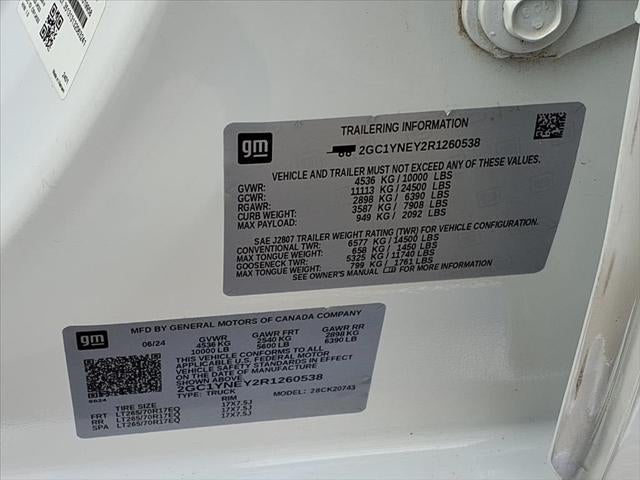 gm
TRAILERING INFORMATION
2GC1YNEY2R1260538
VEHICLE AND TRAILER MUST NOT EXCEED ANY OF THESE VALUES.
GVWR: 4536 KG / 10000 LBS
GCWR: 11113 KG / 24500 LBS
RGAWR: 2898 KG / 6390 LBS
CURB WEIGHT: 3587 KG / 7908 LBS
MAX PAYLOAD: 949 KG / 2092 LBS
SAE J2807 TRAILER WEIGHT RATING (TWR) FOR VEHICLE CONFIGURATION.
CONVENTIONAL TWR: 6577 KG / 14500 LBS
MAX TONGUE WEIGHT: 658 KG / 1450 LBS
GOOSENECK TWR: 5325 KG / 11740 LBS
MAX TONGUE WEIGHT: 799 KG / 1761 LBS
SEE OWNER'S MANUAL FOR MORE INFORMATION
gm
MFD BY GENERAL MOTORS OF CANADA COMPANY
06/24 GVWR GAWR FRT GAWR RR
4536 KG 2540 KG 2898 KG
10000 LB 5600 LB 6390 LB
THIS VEHICLE CONFORMS TO ALL
APPLICABLE U.S. FEDERAL MOTOR
VEHICLE SAFETY STANDARDS IN EFFECT
ON THE DATE OF MANUFACTURE
SHOWN ABOVE.
2GC1YNEY2R1260538
TYPE: TRUCK MODEL: 28CK20743
TIRE SIZE RIM
FRT LT265/70R17EQ 17X7.5J
RR LT265/70R17EQ 17X7.5J
SPA LT265/70R17EQ 17X7.5J